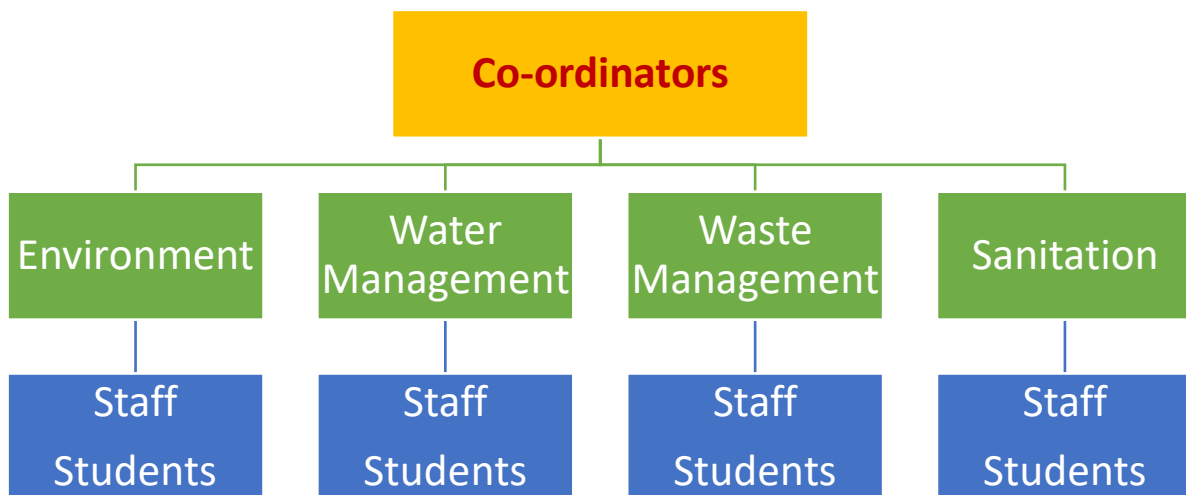 Co-ordinators
Environment
Water
Management
Waste
Management
Sanitation
Staff
Students
Staff
Students
Staff
Students
Staff
Students